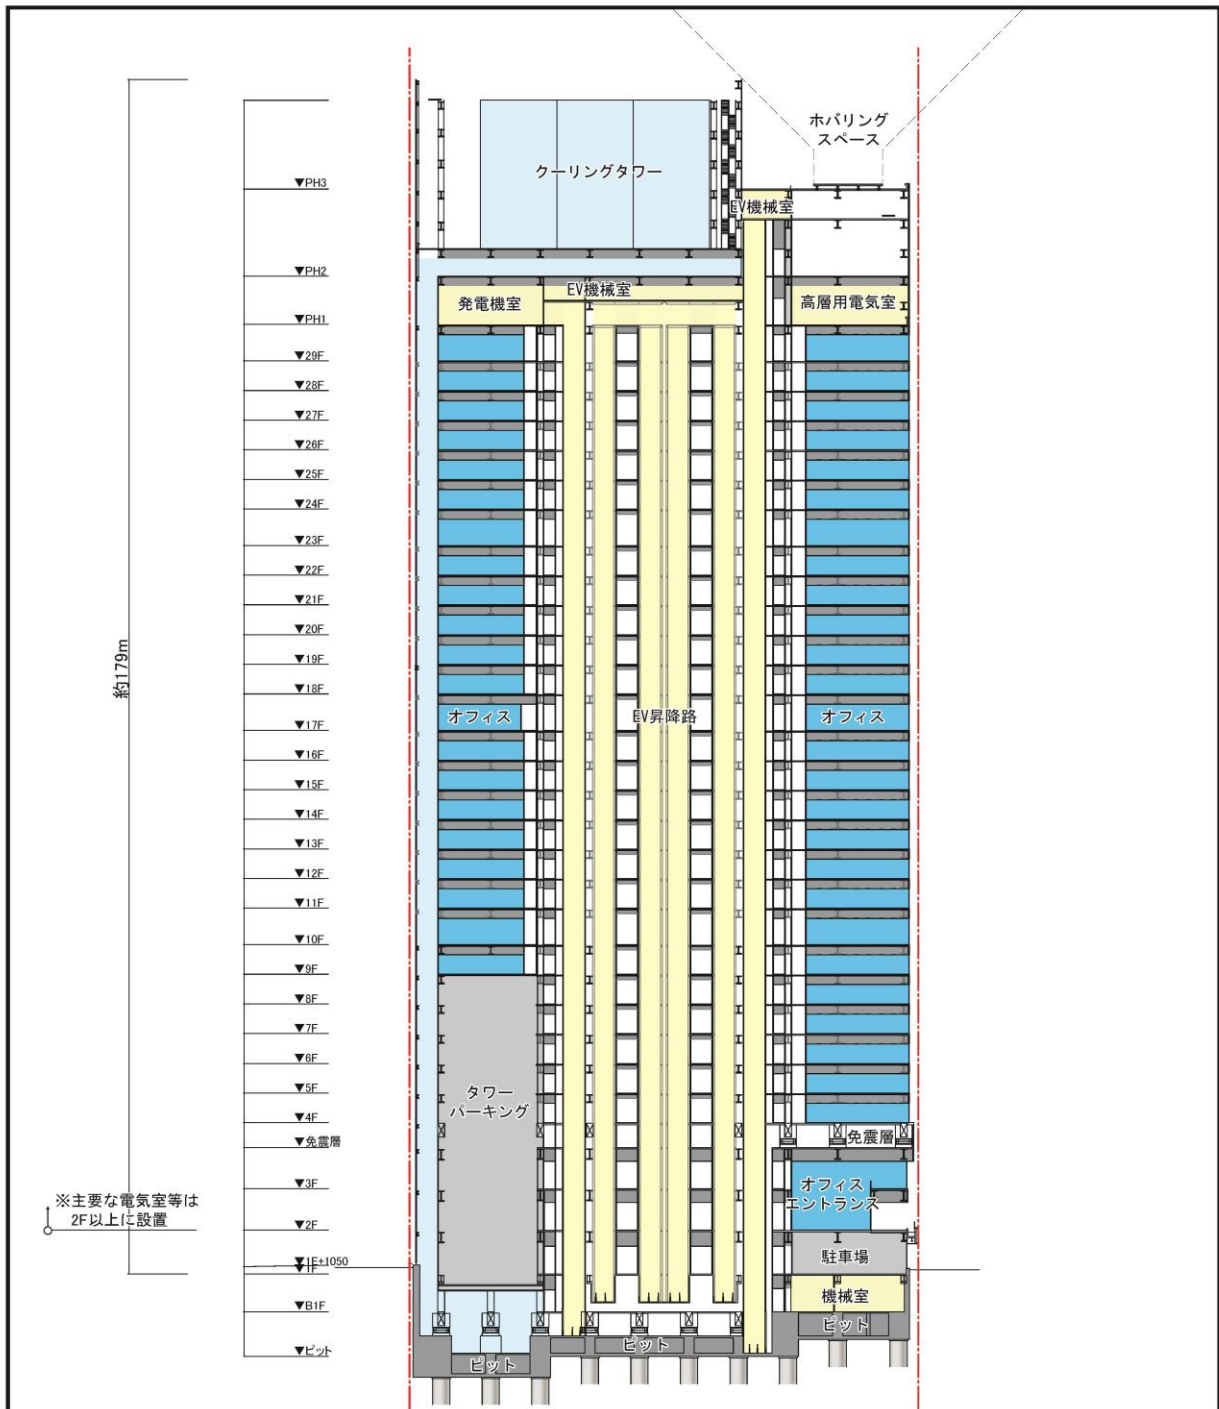 ホバリング
スペース
クーリングタワー
▼PH3
EV機械室
▼PH2
EV機械室
発電機室
高層用電気室
▼PH1
▼29F
▼28F
▼27F
▼26F
▼25F
▼24F
▼23F
▼22F
▼21F
▼20F
▼19F
約179m
▼18F
オフィス
EV昇降路
オフィス
▼17F
▼16F
▼15F
▼14F
▼13F
▼12F
▼11F
▼10F
▼9F
▼8F
▼7F
▼6F
▼5F
タワー
パーキング
▼4F
▼免震層
免震層
▼3F
オフィス
エントランス
※主要な電気室等は
2F以上に設置
▼2F
駐車場
▼1F+1050
▼1F
機械室
▼B1F
ピット
ピット
▼ピット
ピット